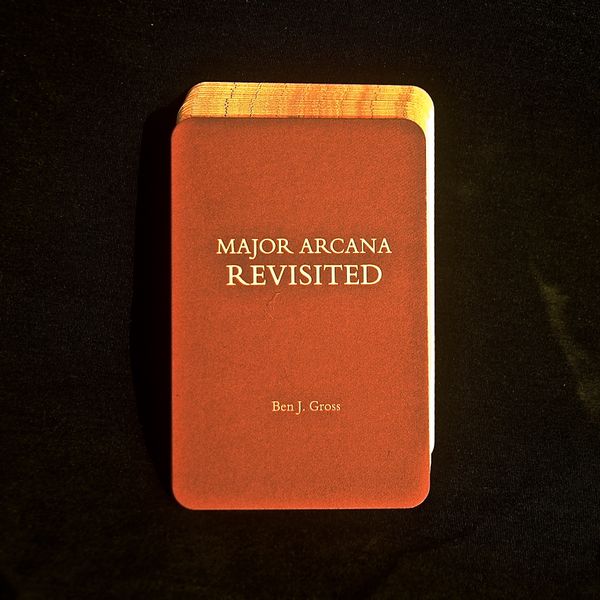 MAJOR ARCANA
REVISITED
Ben J. Gross